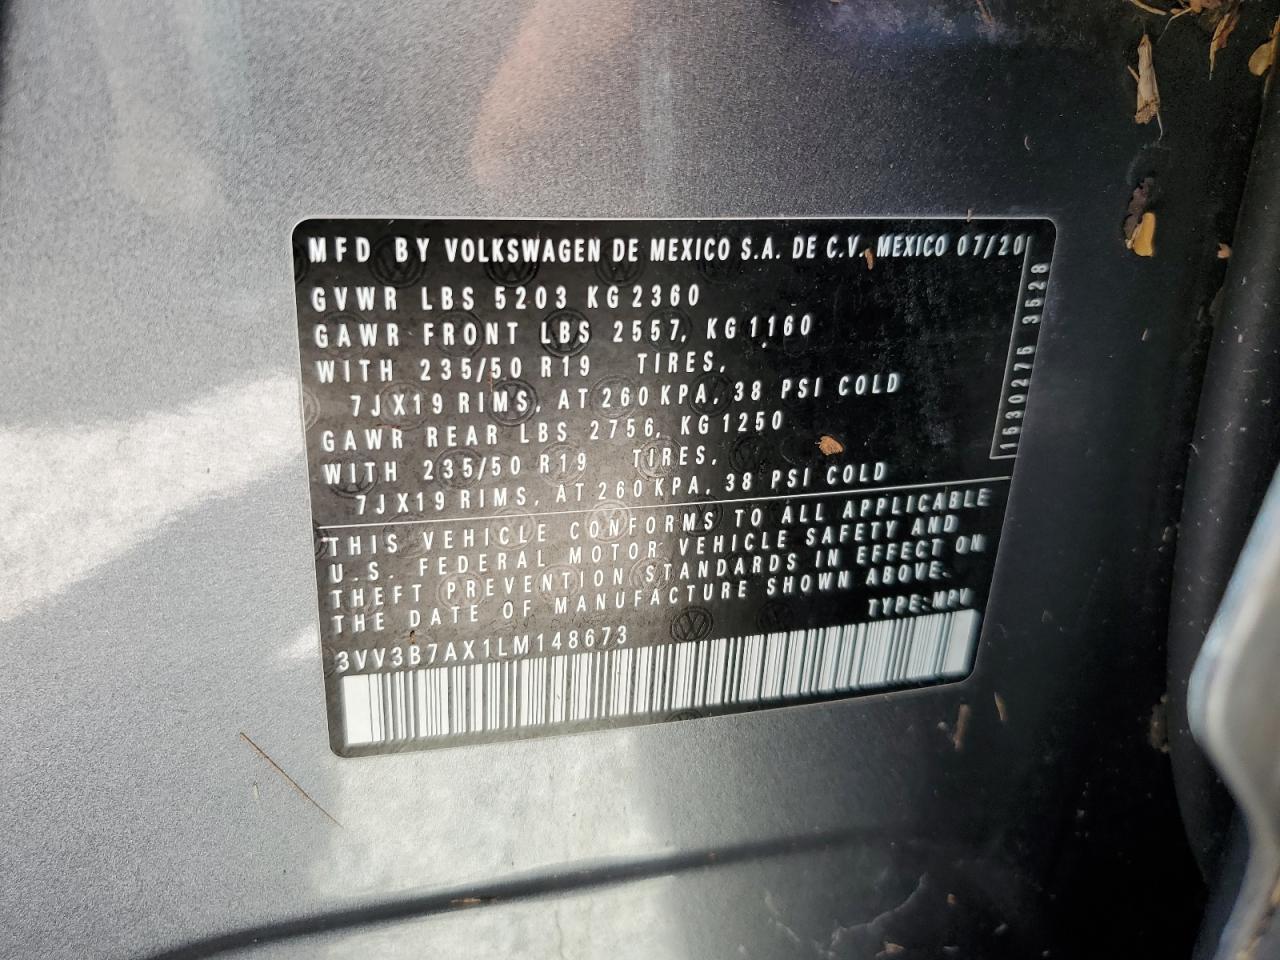 MFD BY VOLKSWAGEN DE MEXICO S.A. DE C.V. MEXICO 07/20
GVWR LBS 5203 KG 2360
GAWR FRONT LBS 2557, KG 1160
WITH 235/50 R19 TIRES,
7JX19 RIMS, AT 260 KPA, 38 PSI COLD
GAWR REAR LBS 2756, KG 1250
WITH 235/50 R19 TIRES,
7JX19 RIMS, AT 260 KPA, 38 PSI COLD
1530275 3528
THIS VEHICLE CONFORMS TO ALL APPLICABLE
U.S. FEDERAL MOTOR VEHICLE SAFETY AND
THEFT PREVENTION STANDARDS IN EFFECT ON
THE DATE OF MANUFACTURE SHOWN ABOVE.
TYPE: MPV
3VV3B7AX1LM148673